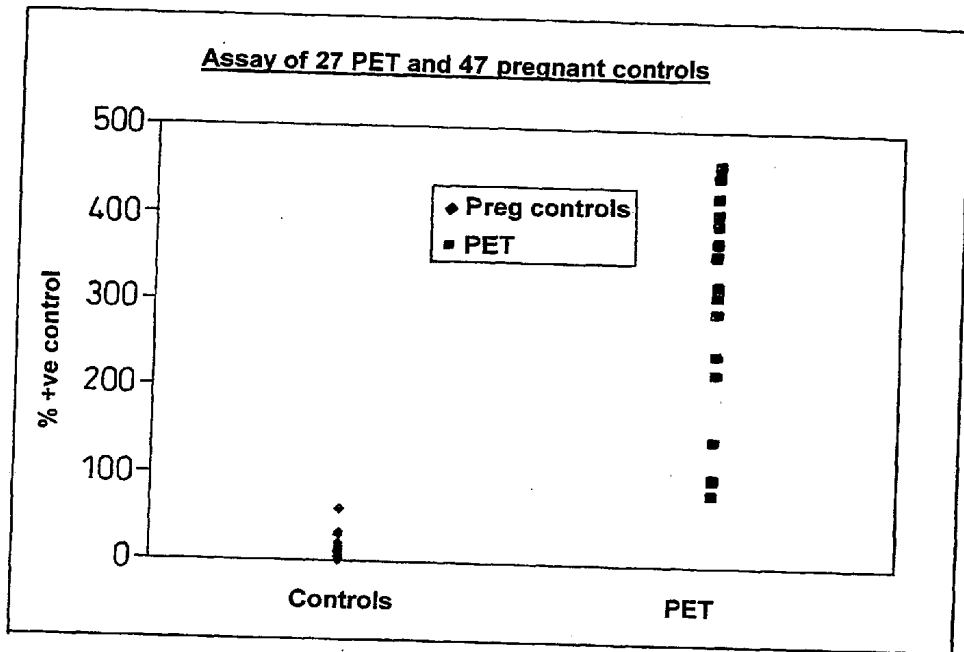 Assay of 27 PET and 47 pregnant controls
500
400
300
200
100
0
% +ve control
Preg controls
PET
Controls
PET